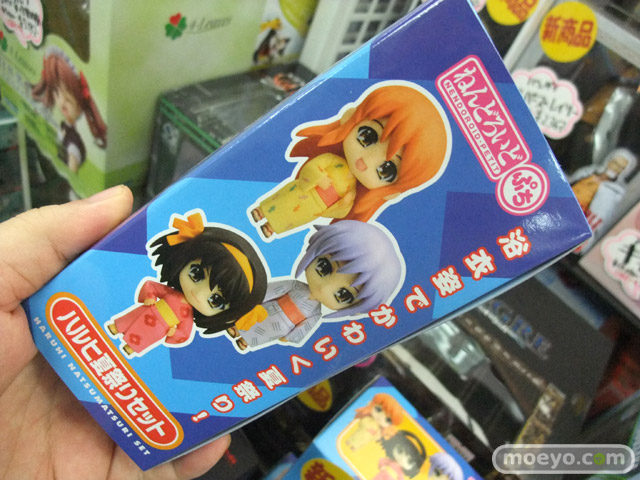 ねんどろいど
NENDOROID-PETIT
ぷち
浴衣姿でかわいく夏祭り!
ハルヒ夏祭りセット
HARUHI NATSUMATSURI SET
新商品
moeyo.com